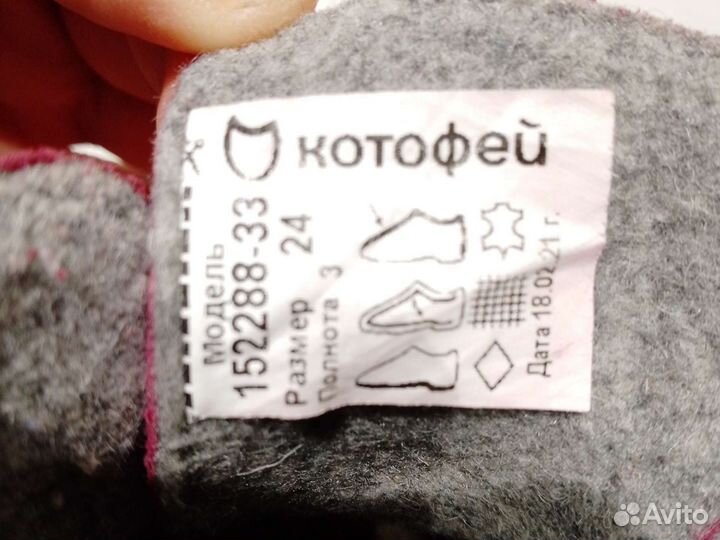 котофей
Модель
152288-33
Размер 24
Полнота 3
Дата 18.02.21 г.
Avito